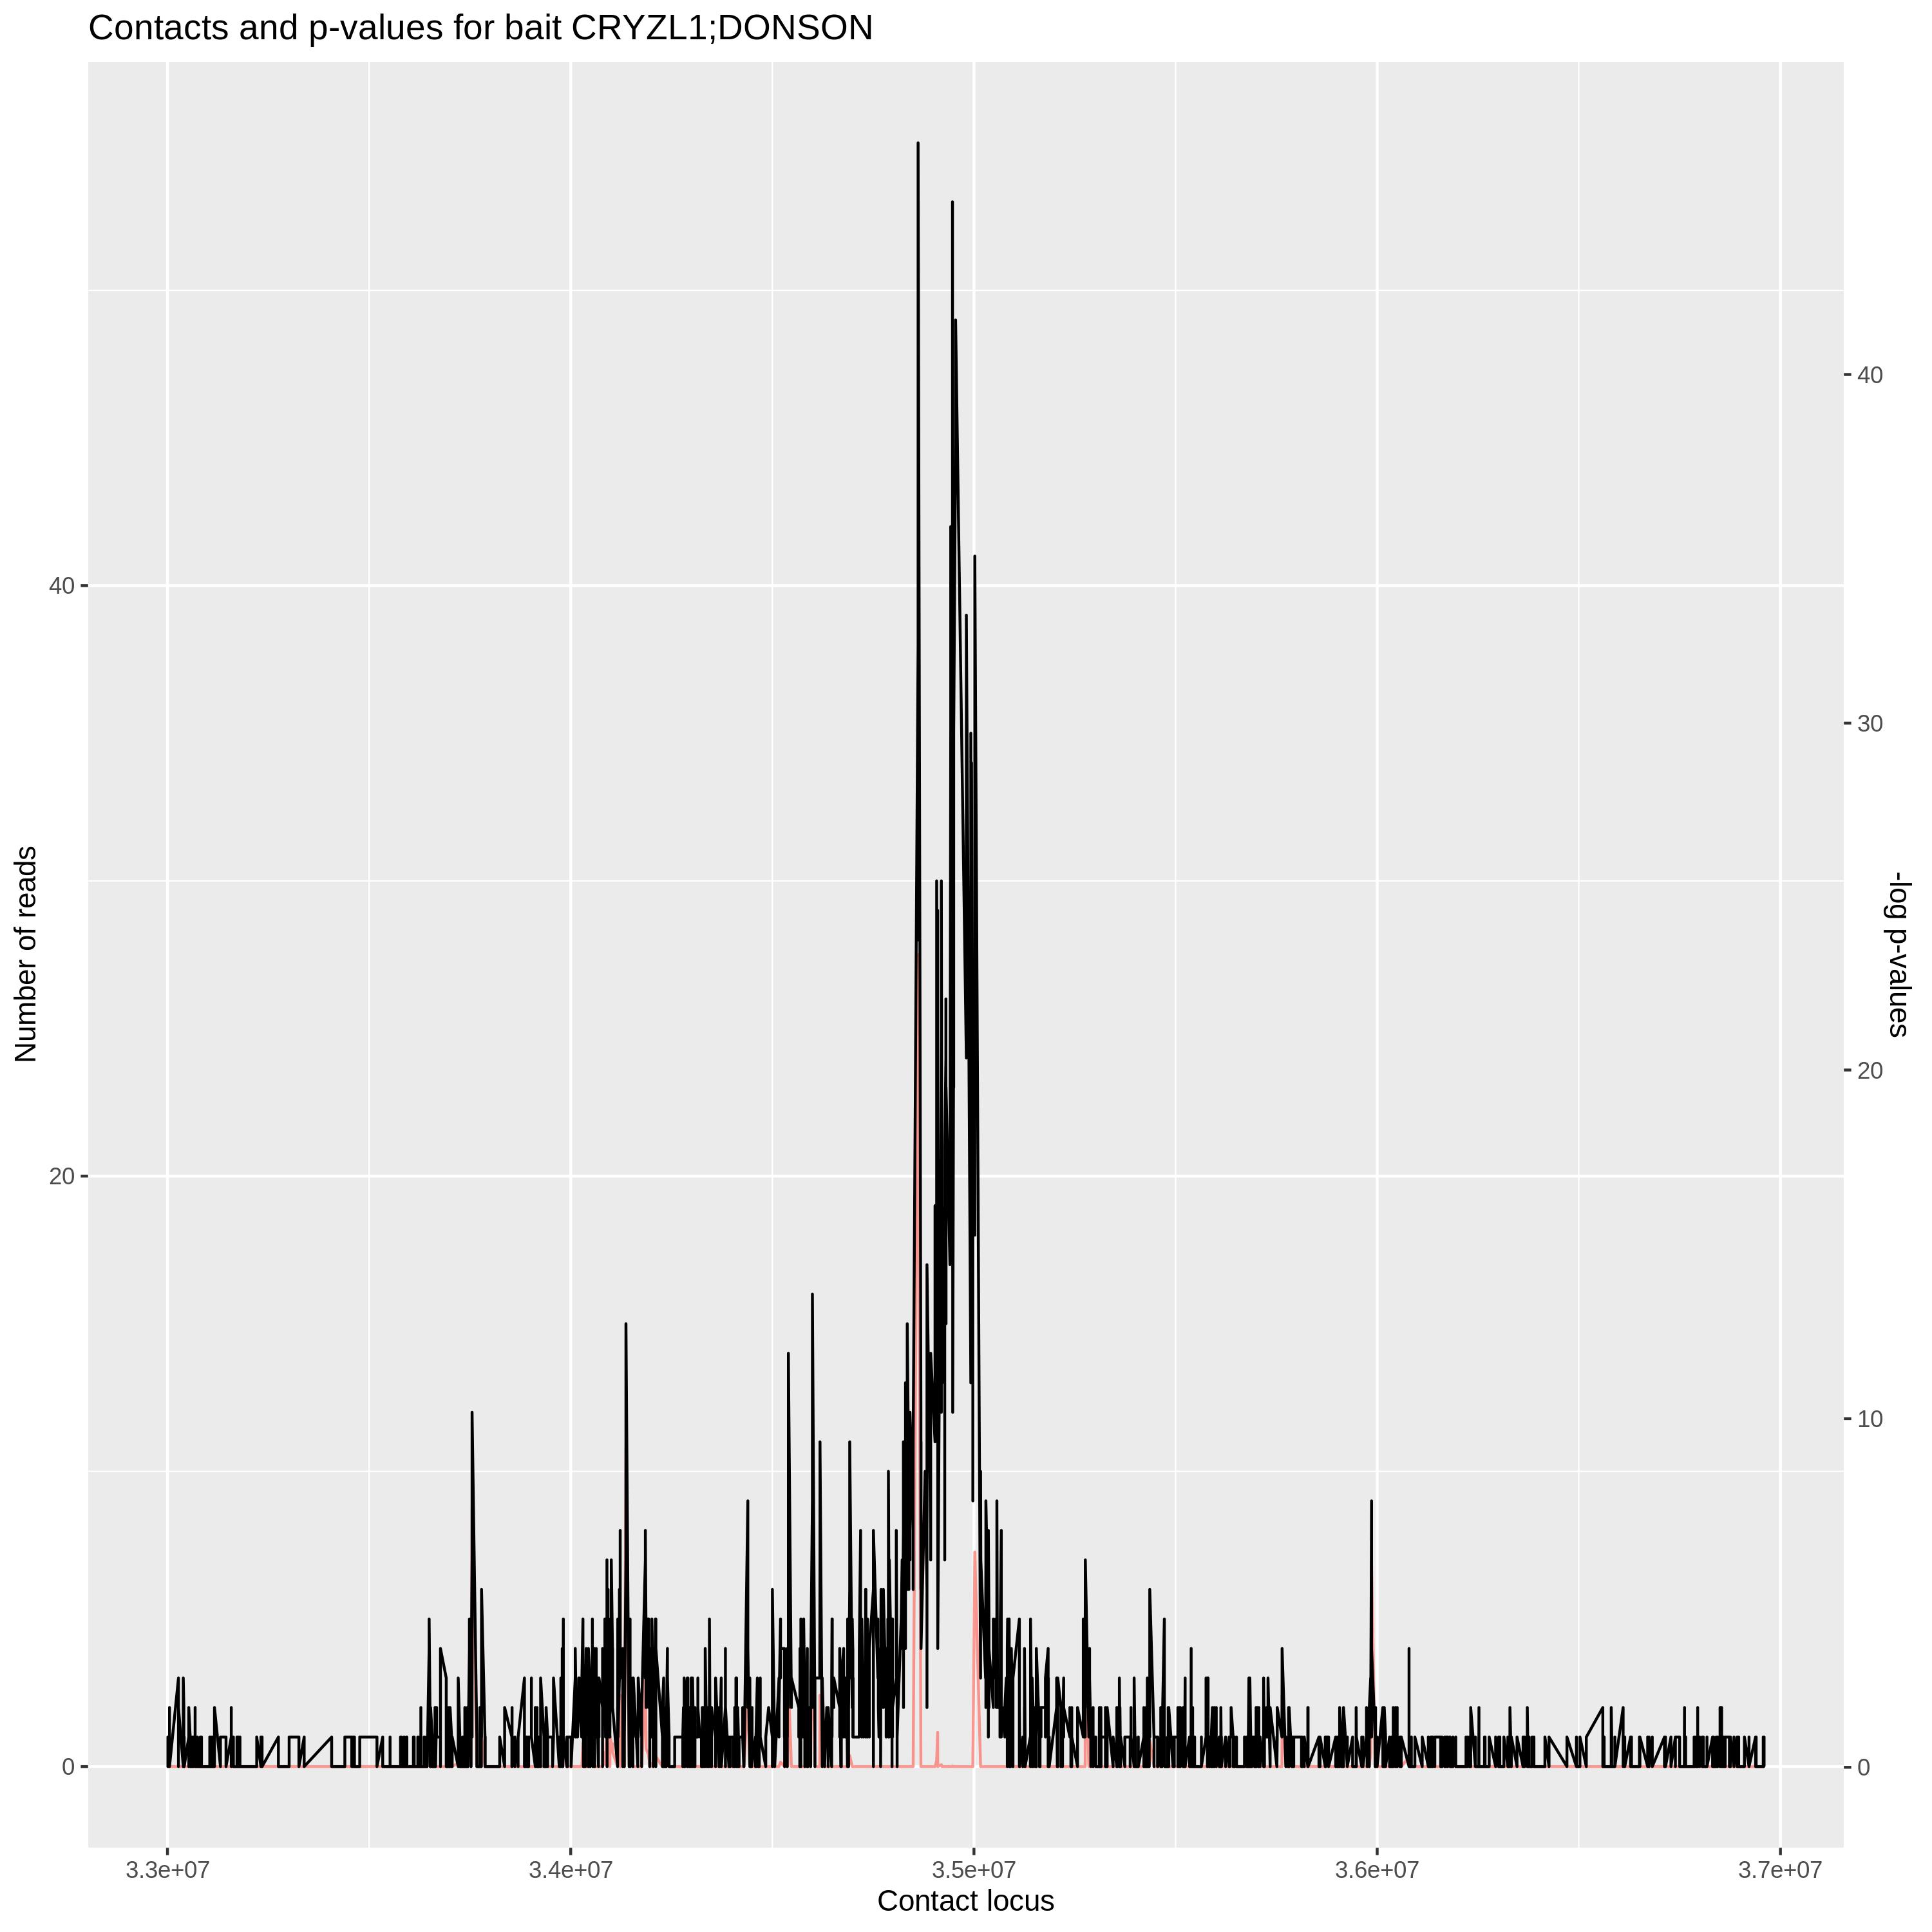 Contacts and p-values for bait CRYZL1;DONSON
Number of reads
40
20
0
40
30
20
10
0
-log p-values
3.3e+07
3.4e+07
3.5e+07
3.6e+07
3.7e+07
Contact locus